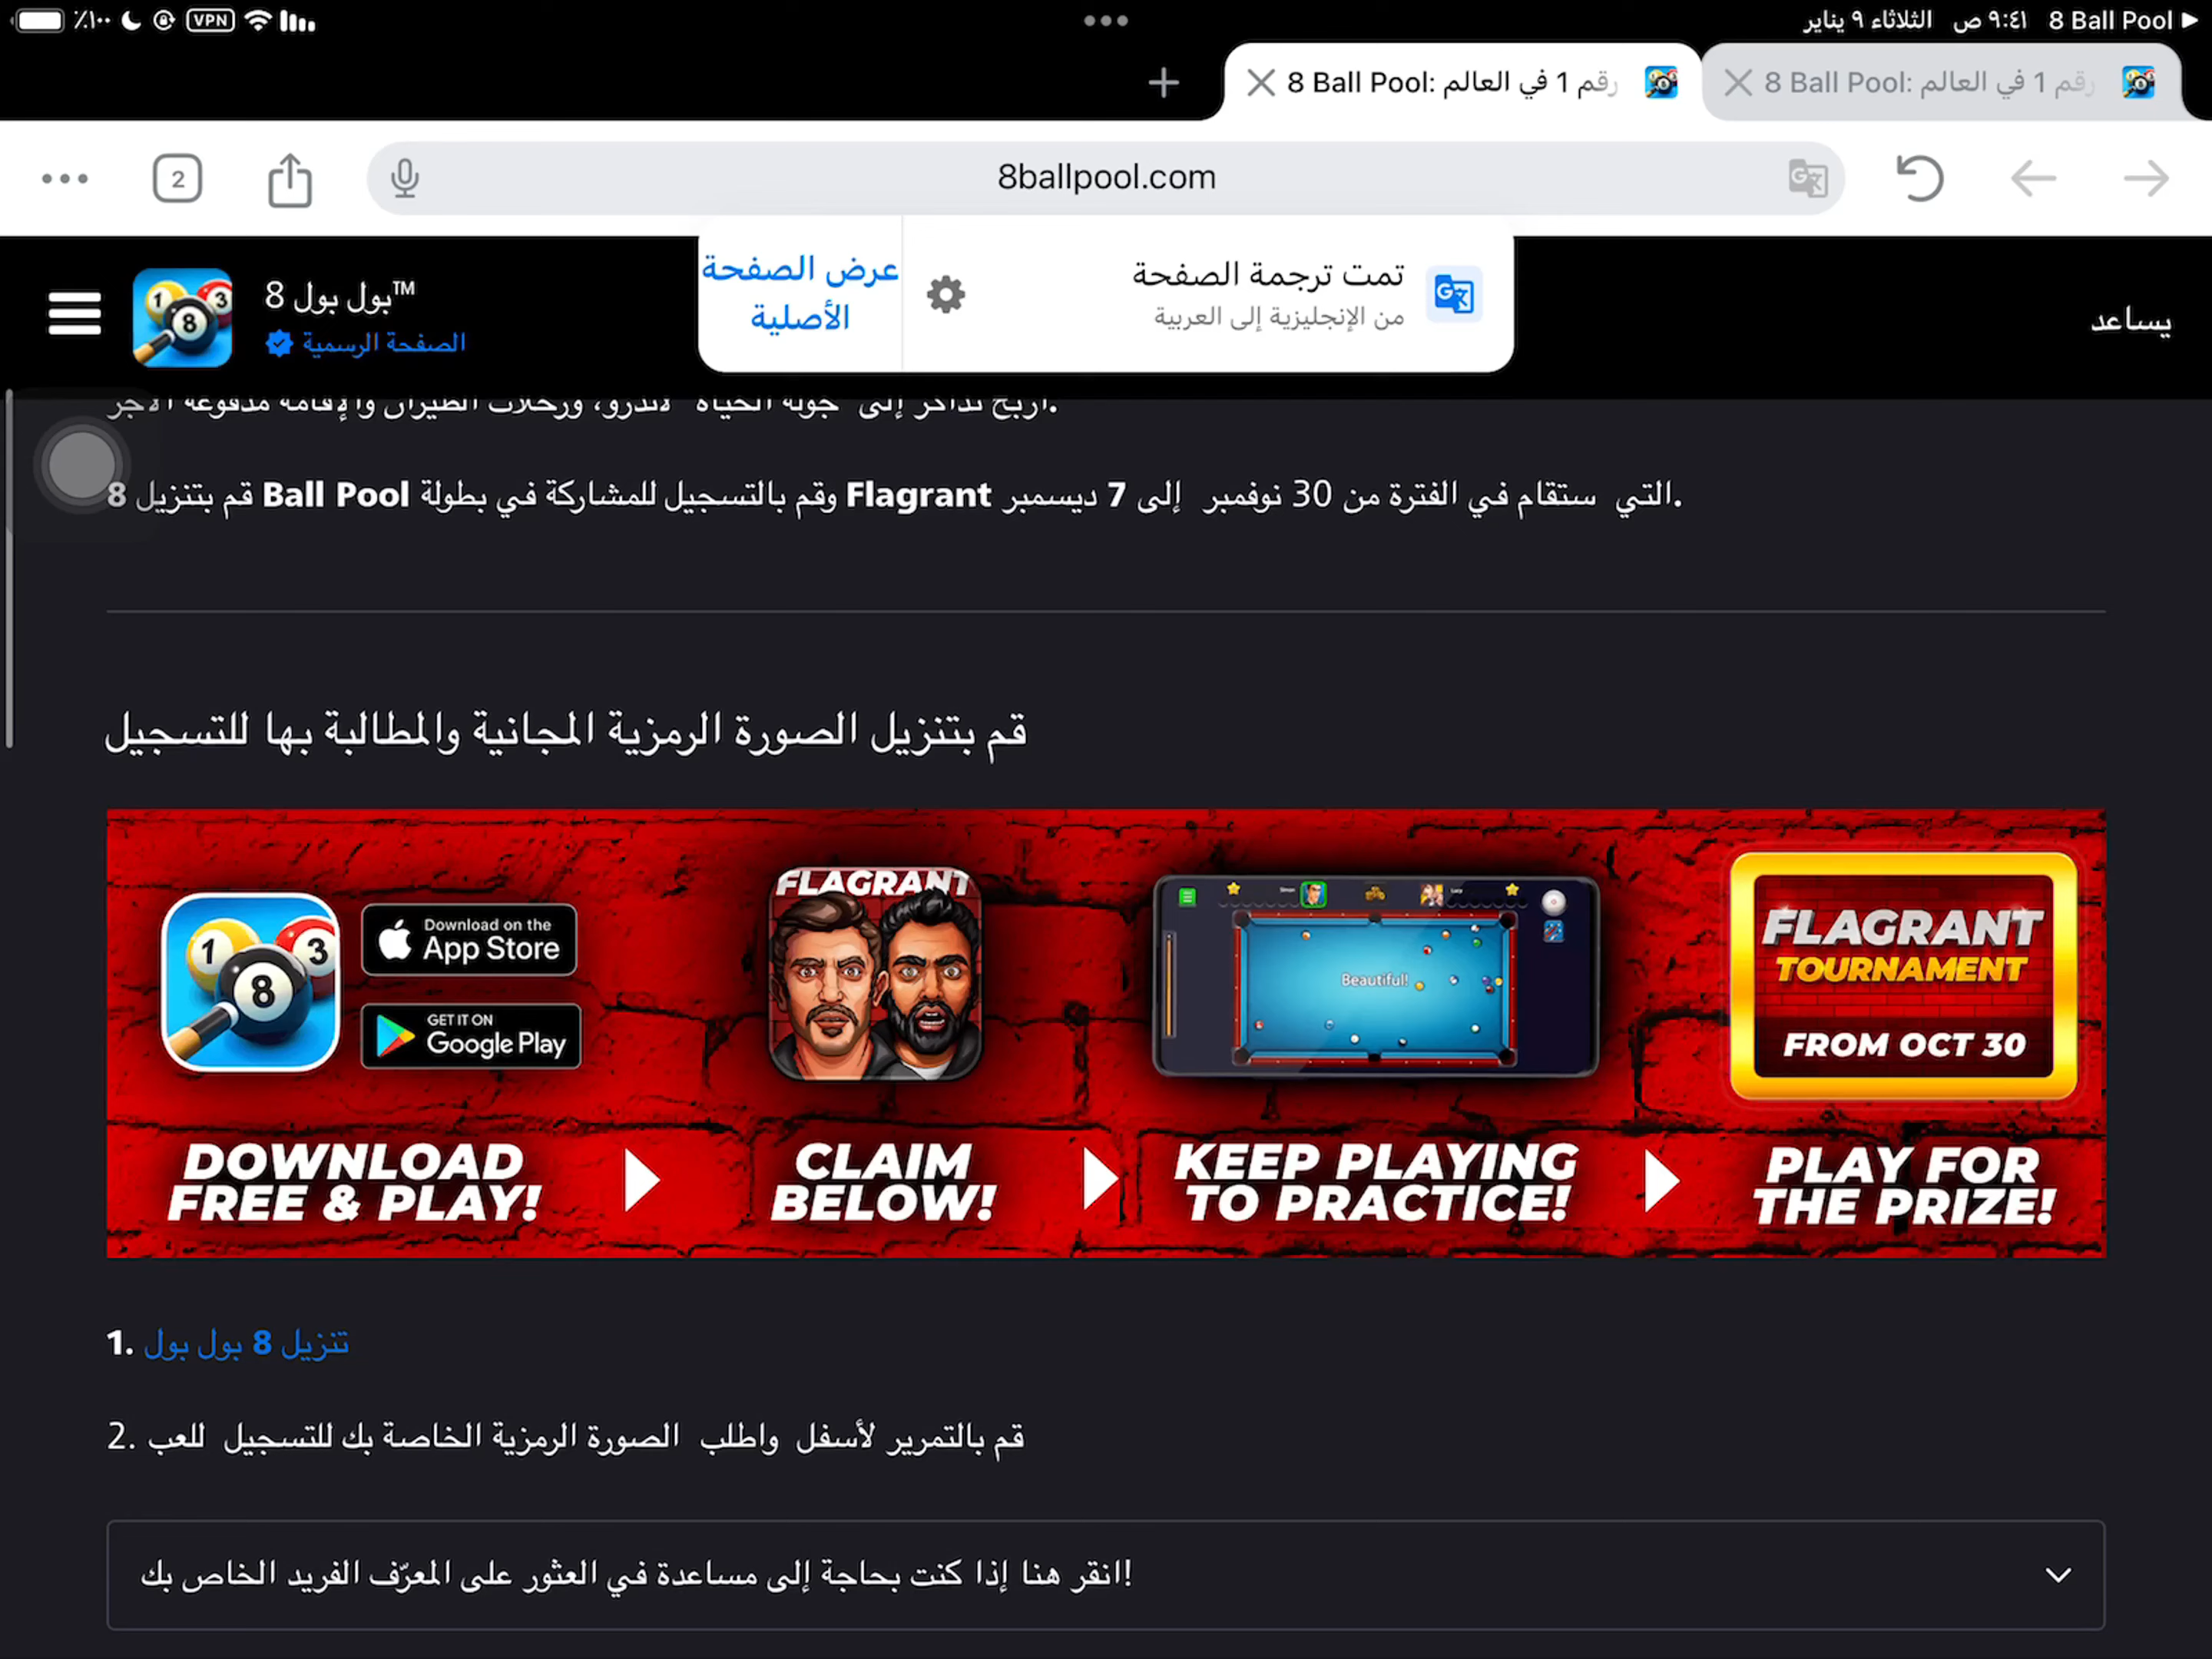 ٪١٠٠ VPN
8 Ball Pool ٩:٤١ ص الثلاثاء ٩ يناير
8 Ball Pool: رقم 1 في العالم
8 Ball Pool: رقم 1 في العالم
2
8ballpool.com
بول بول 8™
الصفحة الرسمية
عرض الصفحة
الأصلية
تمت ترجمة الصفحة
من الإنجليزية إلى العربية
يساعد
التي ستقام في الفترة من 30 نوفمبر إلى 7 ديسمبر Flagrant وقم بالتسجيل للمشاركة في بطولة Ball Pool قم بتنزيل 8.
قم بتنزيل الصورة الرمزية المجانية والمطالبة بها للتسجيل
1 3 8
Download on the
App Store
GET IT ON
Google Play
DOWNLOAD
FREE & PLAY!
FLAGRANT
CLAIM
BELOW!
Beautiful!
KEEP PLAYING
TO PRACTICE!
FLAGRANT
TOURNAMENT
FROM OCT 30
PLAY FOR
THE PRIZE!
1. تنزيل 8 بول بول
2. قم بالتمرير لأسفل واطلب الصورة الرمزية الخاصة بك للتسجيل للعب
انقر هنا إذا كنت بحاجة إلى مساعدة في العثور على المعرّف الفريد الخاص بك!